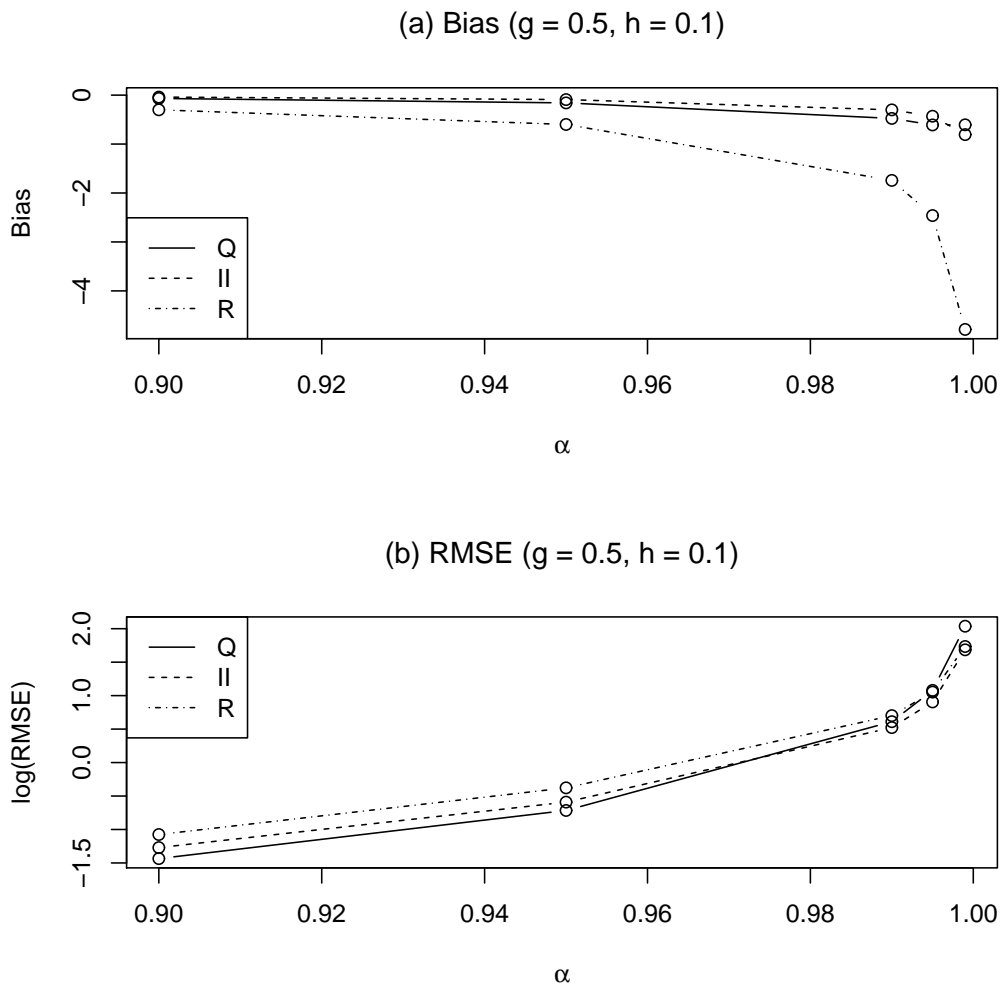 (a) Bias (g = 0.5, h = 0.1)
0
−2
−4
Bias
Q
II
R
0.90 0.92 0.94 0.96 0.98 1.00
α
(b) RMSE (g = 0.5, h = 0.1)
2.0
1.0
0.0
−1.5
log(RMSE)
Q
II
R
0.90 0.92 0.94 0.96 0.98 1.00
α